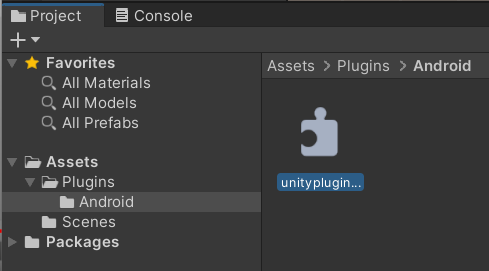 Project
Console
Favorites
All Materials
All Models
All Prefabs
Assets
Plugins
Android
Scenes
Packages
Assets > Plugins > Android
unityplugin...